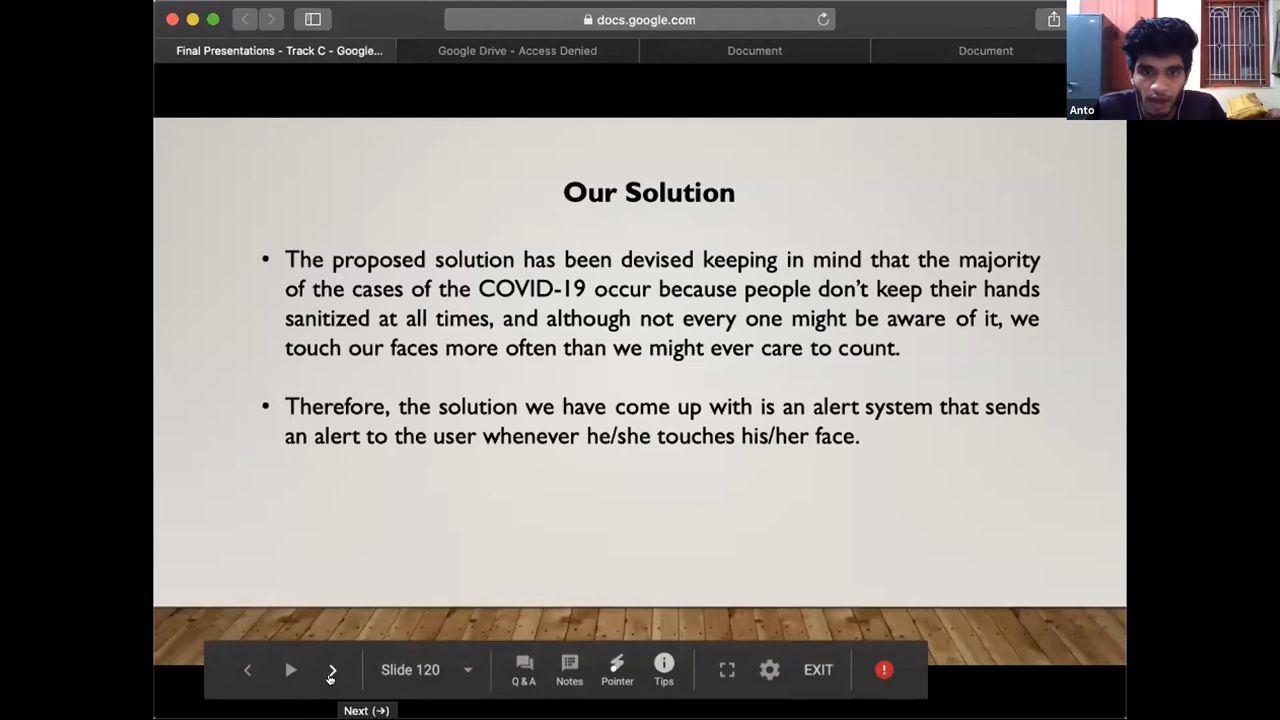 docs.google.com
Final Presentations - Track C - Google...
Google Drive - Access Denied
Document
Document
Anto
Our Solution
• The proposed solution has been devised keeping in mind that the majority
of the cases of the COVID-19 occur because people don't keep their hands
sanitized at all times, and although not every one might be aware of it, we
touch our faces more often than we might ever care to count.
• Therefore, the solution we have come up with is an alert system that sends
an alert to the user whenever he/she touches his/her face.
Slide 120
Q & A
Notes
Pointer
Tips
EXIT
Next (→)